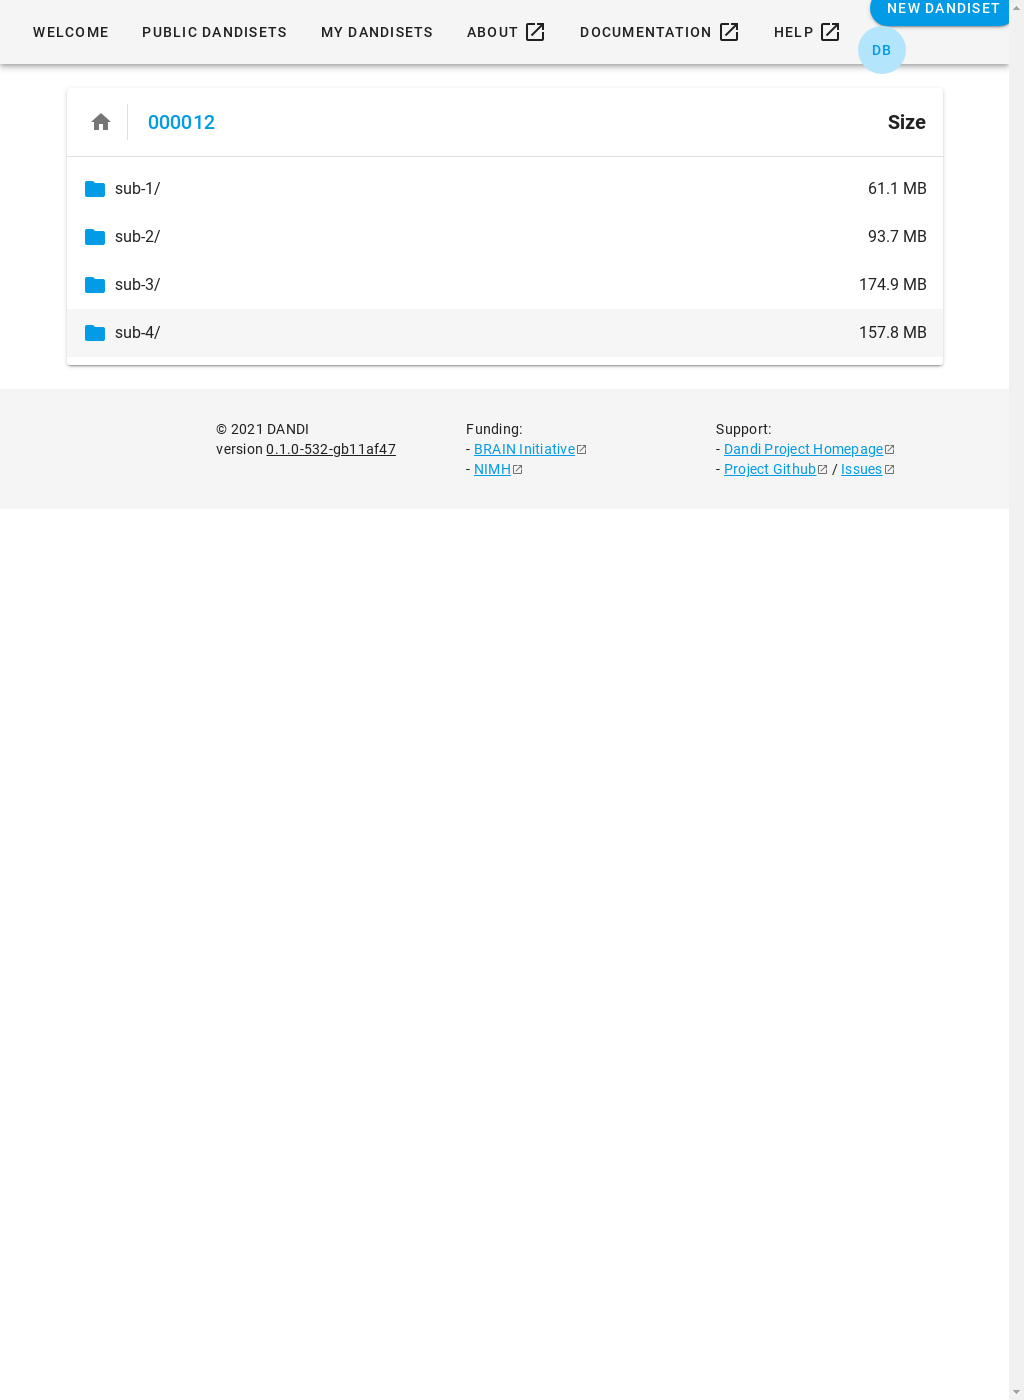 WELCOME PUBLIC DANDISETS MY DANDISETS ABOUT DOCUMENTATION HELP NEW DANDISET
DB
000012 Size
sub-1/ 61.1 MB
sub-2/ 93.7 MB
sub-3/ 174.9 MB
sub-4/ 157.8 MB
© 2021 DANDI
version 0.1.0-532-gb11af47
Funding:
- BRAIN Initiative
- NIMH
Support:
- Dandi Project Homepage
- Project Github / Issues